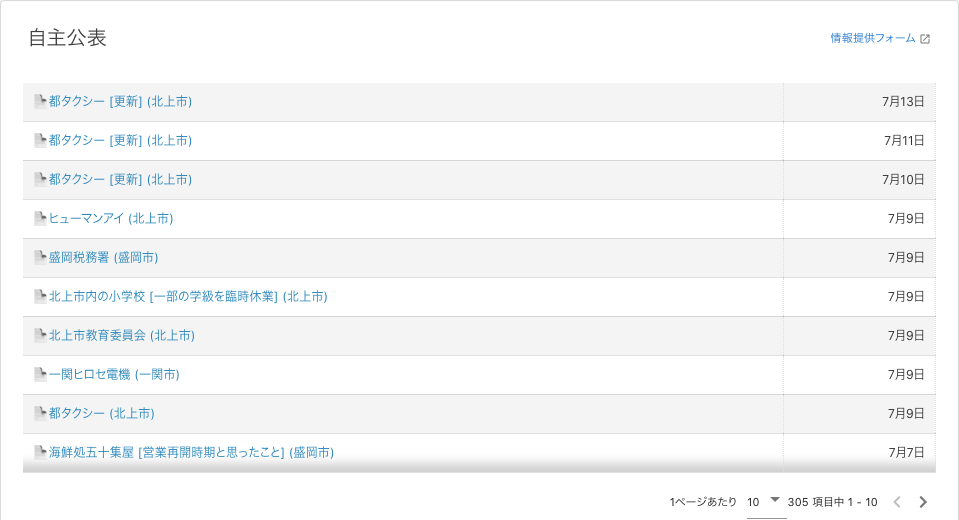 自主公表
情報提供フォーム
都タクシー [更新] (北上市) 7月13日
都タクシー [更新] (北上市) 7月11日
都タクシー [更新] (北上市) 7月10日
ヒューマンアイ (北上市) 7月9日
盛岡税務署 (盛岡市) 7月9日
北上市内の小学校 [一部の学級を臨時休業] (北上市) 7月9日
北上市教育委員会 (北上市) 7月9日
一関ヒロセ電機 (一関市) 7月9日
都タクシー (北上市) 7月9日
海鮮処五十集屋 [営業再開時期と思ったこと] (盛岡市) 7月7日
1ページあたり 10 305 項目中 1 - 10